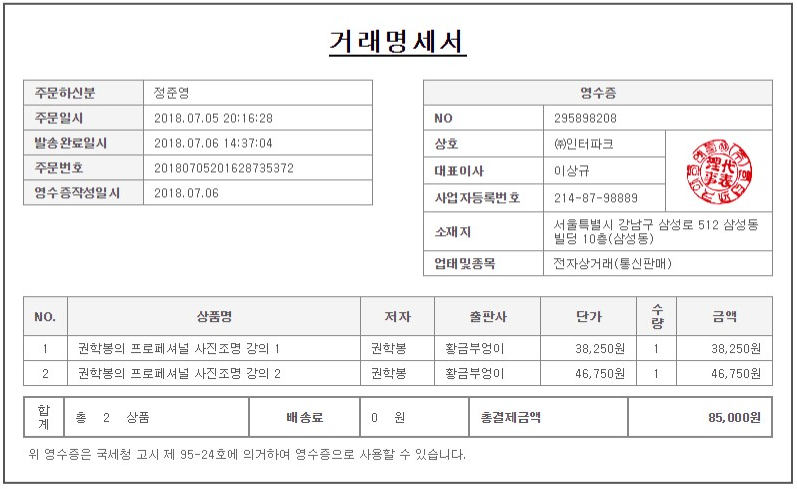 거래명세서
주문하신분 정준영
주문일시 2018.07.05 20:16:28
발송완료일시 2018.07.06 14:37:04
주문번호 20180705201628735372
영수증작성일시 2018.07.06
영수증
NO 295898208
상호 ㈜인터파크
대표이사 이상규
사업자등록번호 214-87-98889
소재지 서울특별시 강남구 삼성로 512 삼성동
빌딩 10층(삼성동)
업태및종목 전자상거래(통신판매)
代表理事
NO. 상품명 저자 출판사 단가 수량 금액
1 권학봉의 프로페셔널 사진조명 강의 1 권학봉 황금부엉이 38,250원 1 38,250원
2 권학봉의 프로페셔널 사진조명 강의 2 권학봉 황금부엉이 46,750원 1 46,750원
합계 총 2 상품 배송료 0 원 총결제금액 85,000원
위 영수증은 국세청 고시 제 95-24호에 의거하여 영수증으로 사용할 수 있습니다.